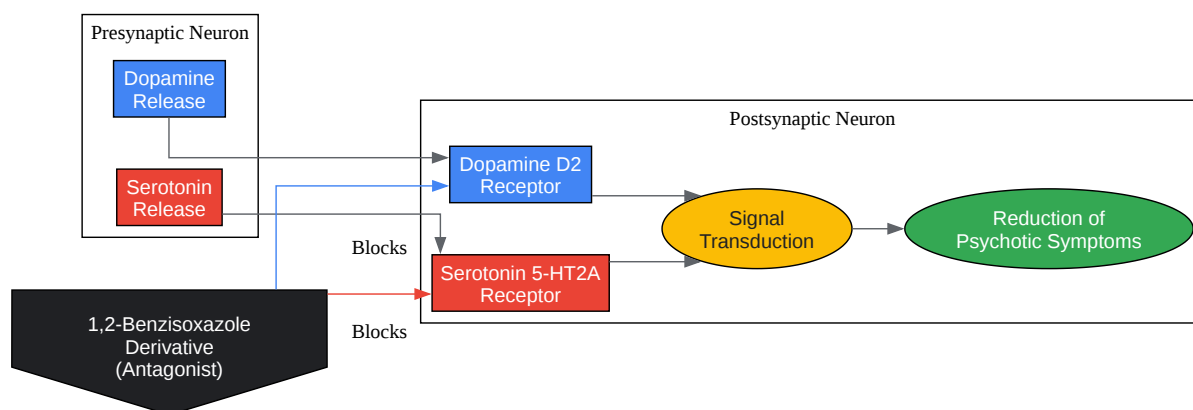 Presynaptic Neuron
Dopamine
Release
Serotonin
Release
Postsynaptic Neuron
Dopamine D2
Receptor
Signal
Transduction
Reduction of
Psychotic Symptoms
Blocks
Serotonin 5-HT2A
Receptor
Blocks
1,2-Benzisoxazole
Derivative
(Antagonist)